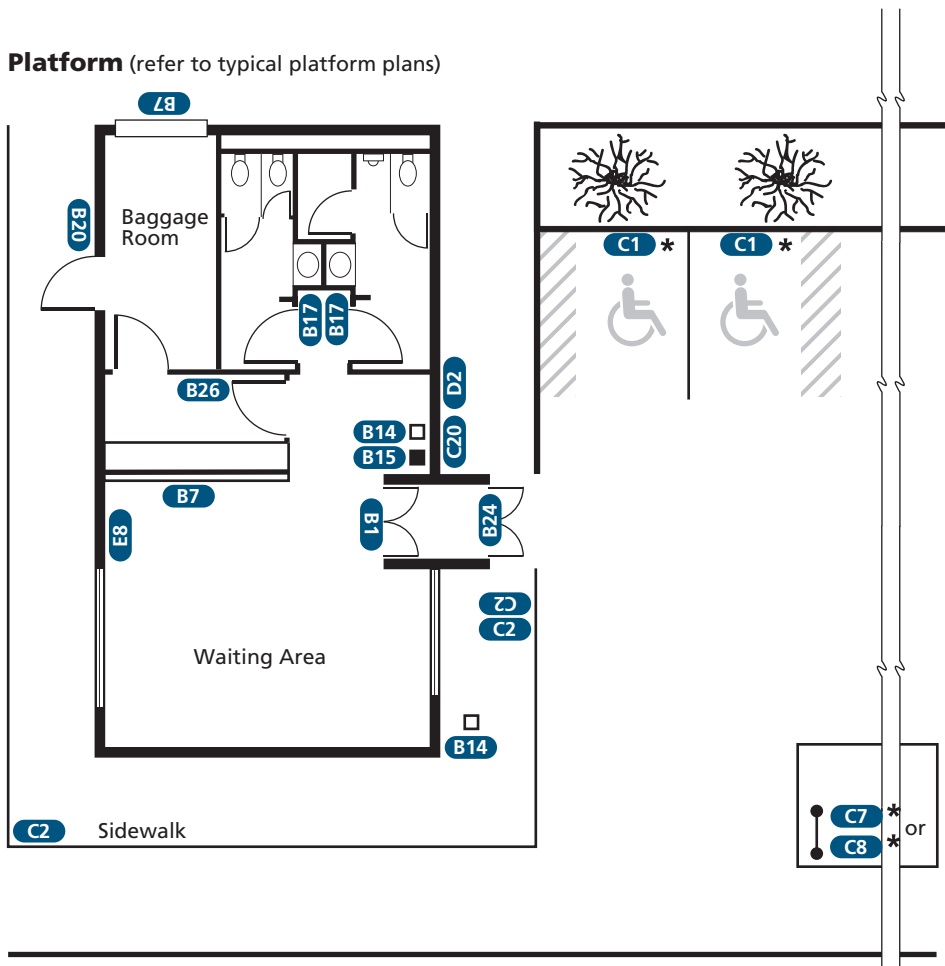 Platform (refer to typical platform plans)
B7
B20
Baggage
Room
C1 *
C1 *
B17
B17
B26
D2
B14
B15
C20
B7
E8
B1
B24
C2
C2
Waiting Area
B14
C2
Sidewalk
C7 *
or
C8 *